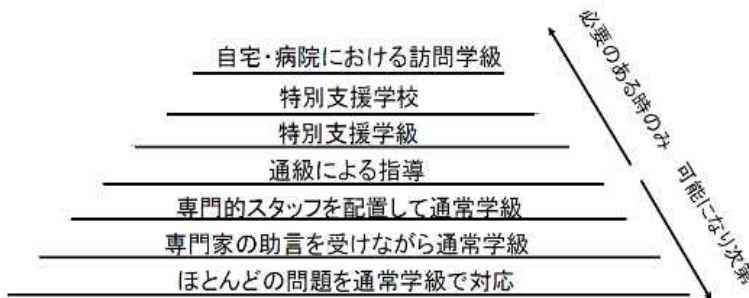 自宅・病院における訪問学級
特別支援学校
特別支援学級
通級による指導
専門的スタッフを配置して通常学級
専門家の助言を受けながら通常学級
ほとんどの問題を通常学級で対応
必要のある時のみ 可能になり次第